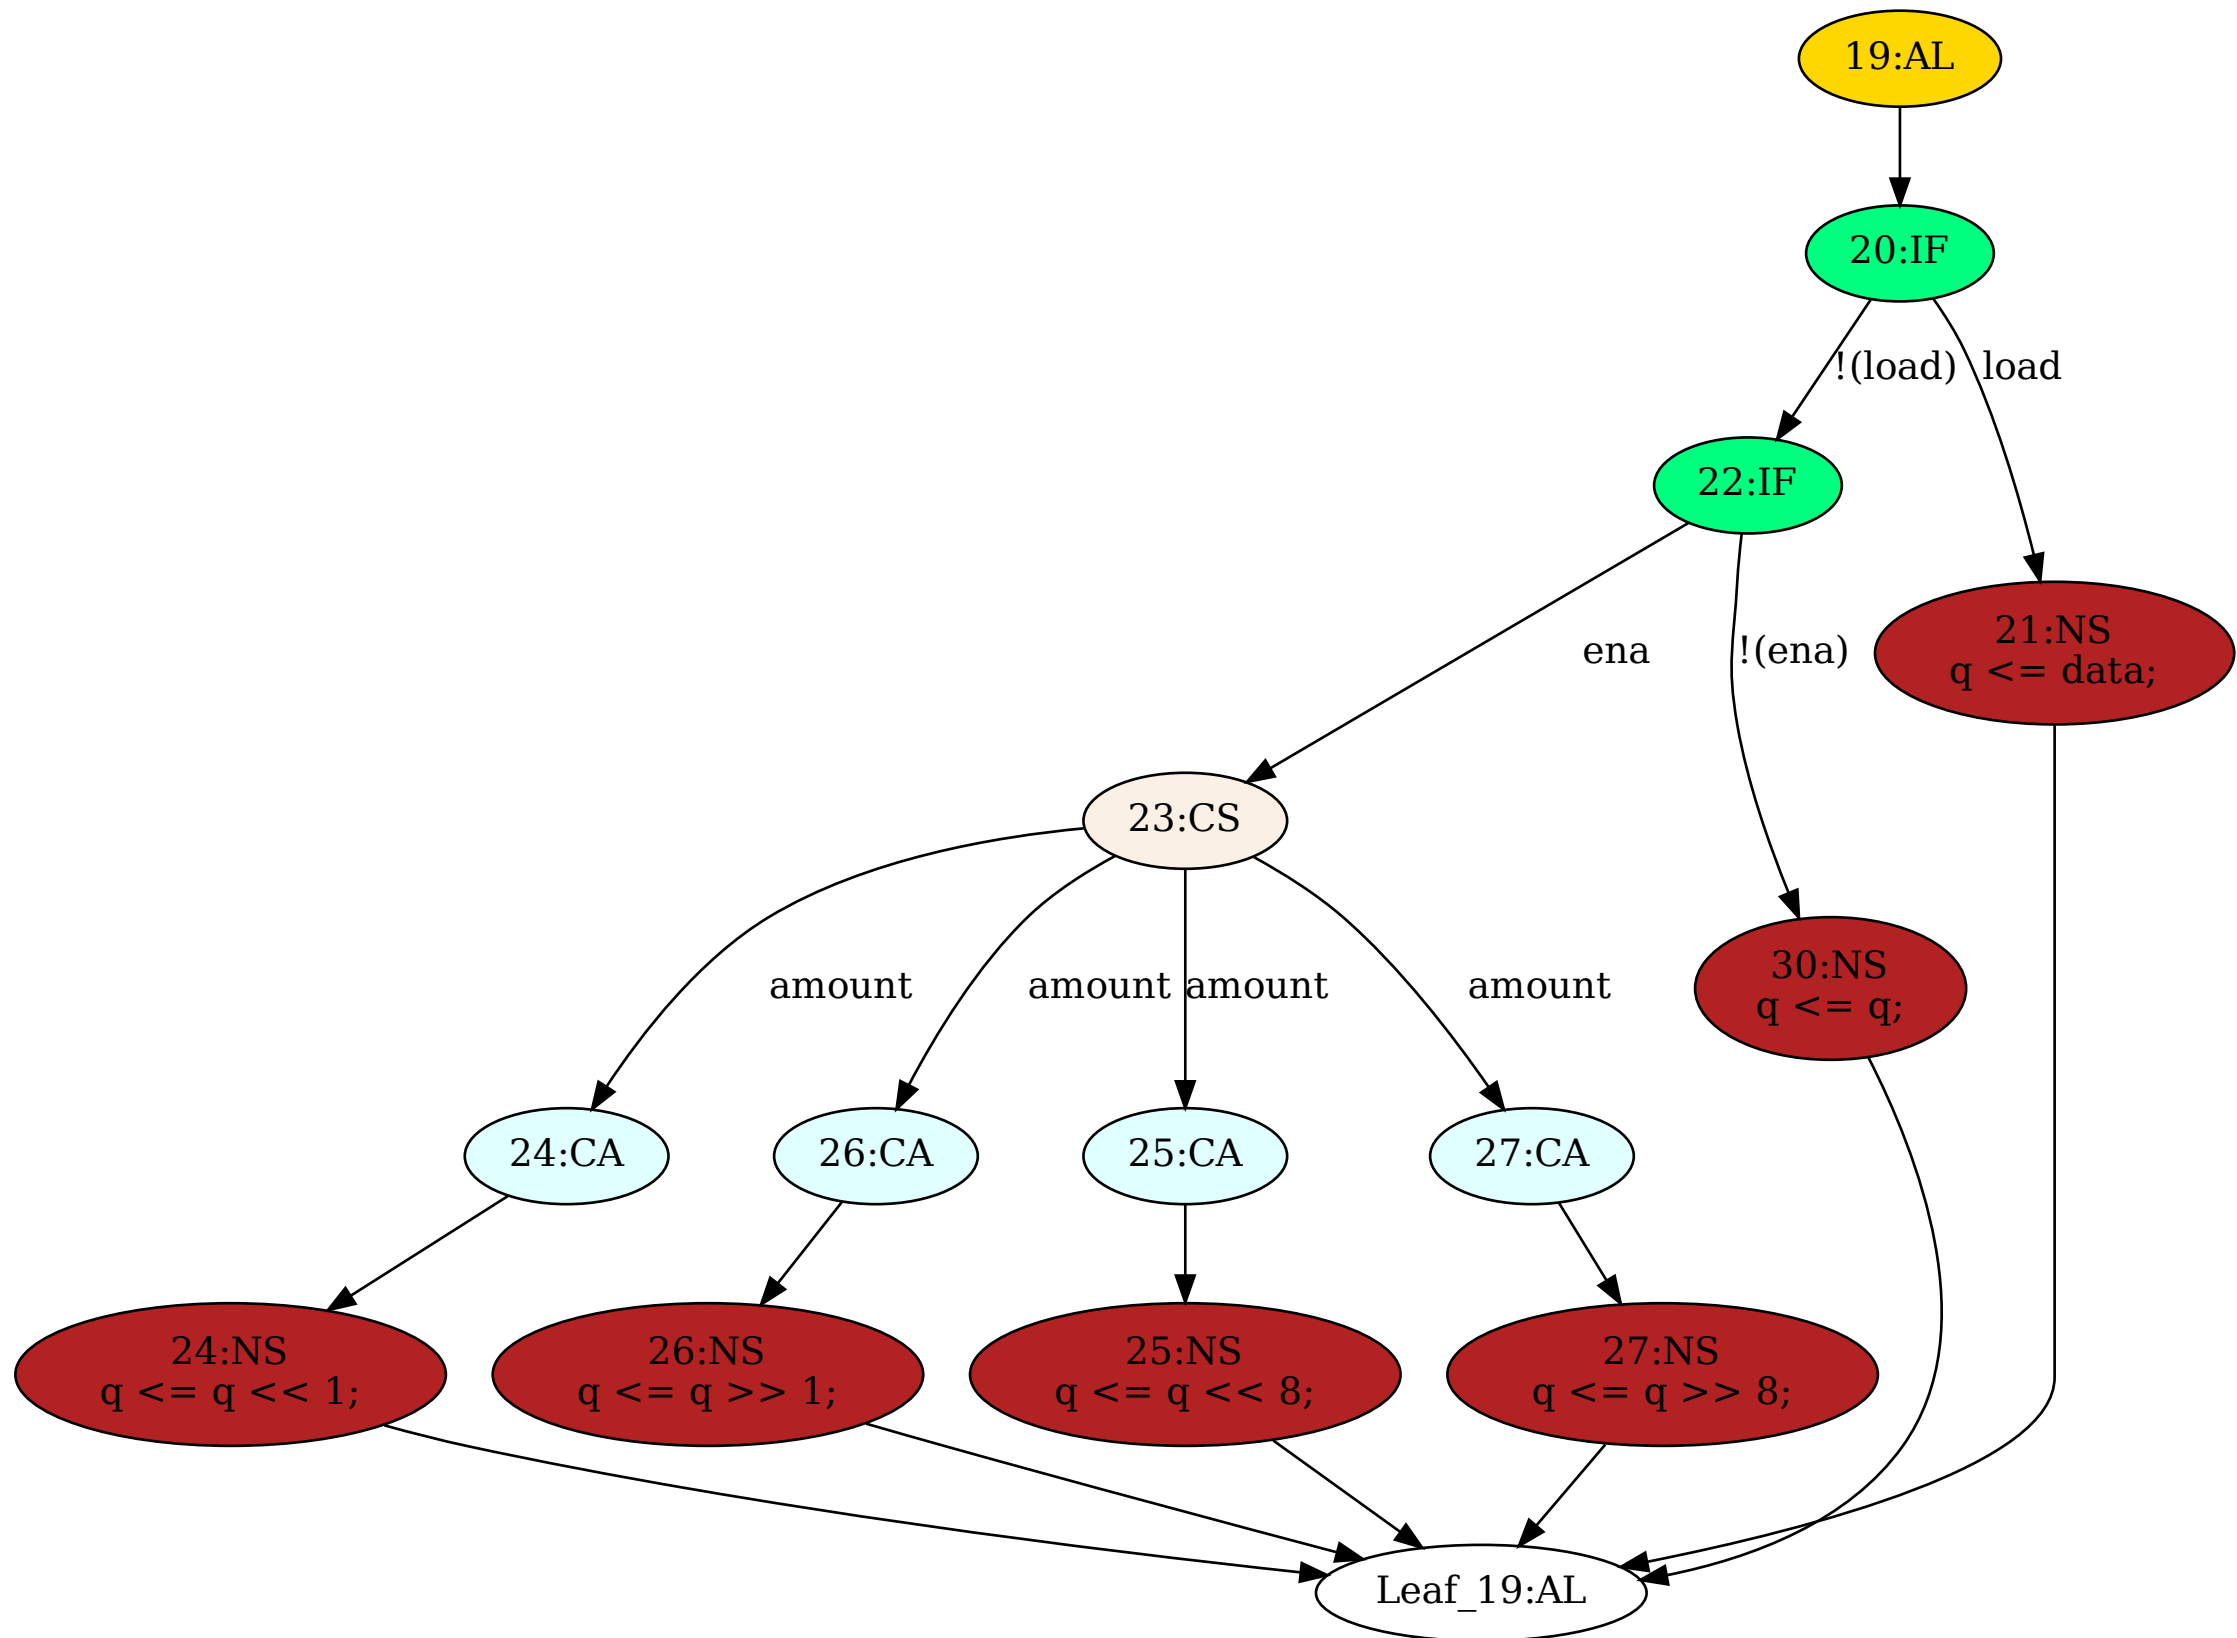 19:AL
20:IF
!(load)
load
22:IF
ena
!(ena)
21:NS
q <= data;
23:CS
30:NS
q <= q;
amount
amount
amount
amount
24:CA
26:CA
25:CA
27:CA
24:NS
q <= q << 1;
26:NS
q <= q >> 1;
25:NS
q <= q << 8;
27:NS
q <= q >> 8;
Leaf_19:AL